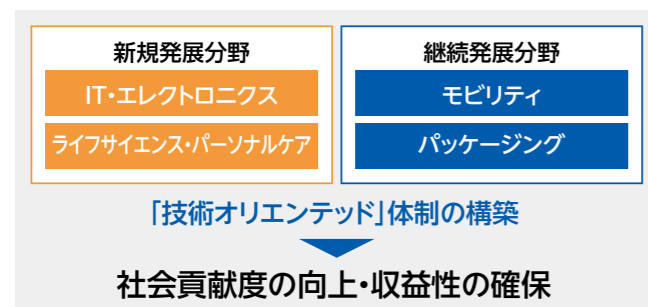 新規発展分野
IT・エレクトロニクス
ライフサイエンス・パーソナルケア
継続発展分野
モビリティ
パッケージング
「技術オリエンテッド」体制の構築
社会貢献度の向上・収益性の確保